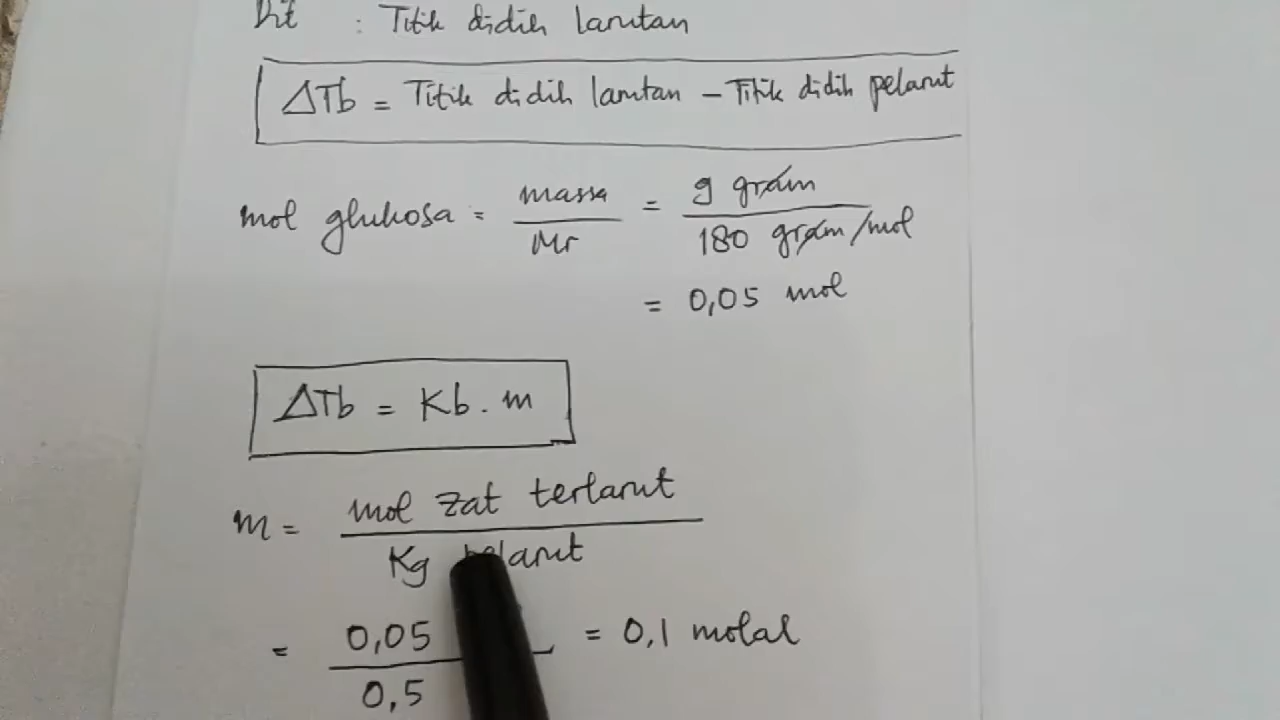 Dit : Titik didih larutan
ΔTb = Titik didih larutan - Titik didih pelarut
mol glukosa = massa / Mr = 9 gram / 180 gram/mol
= 0,05 mol
ΔTb = Kb . m
m = mol zat terlarut / Kg pelarut
= 0,05 / 0,5 = 0,1 molal